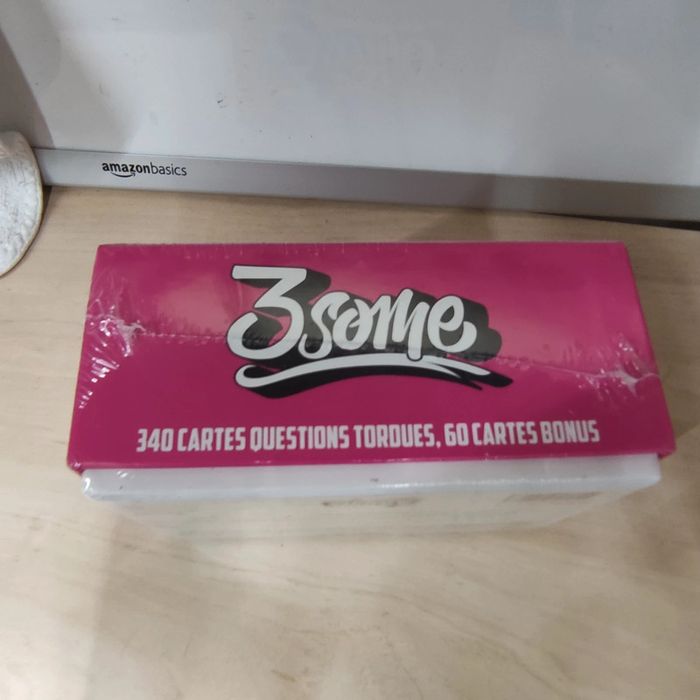 amazonbasics
3some
340 CARTES QUESTIONS TORDUES, 60 CARTES BONUS